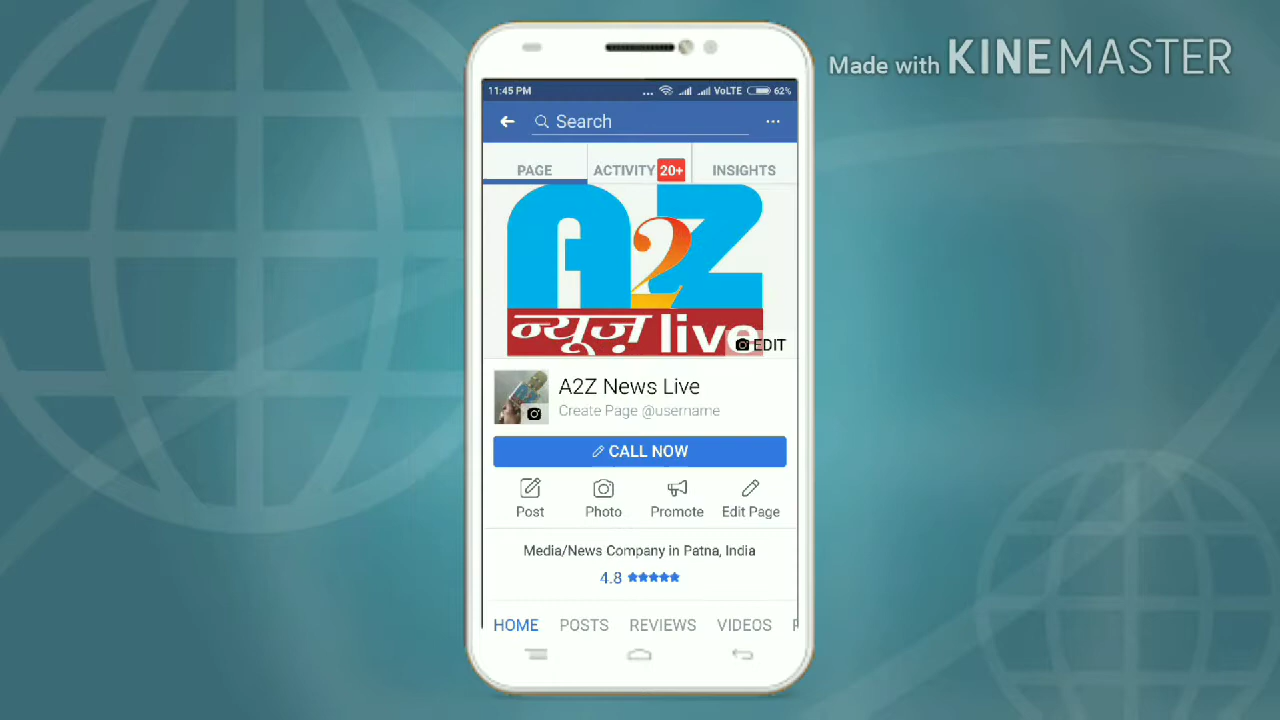 Made with KINEMASTER
11:45 PM ... VoLTE 62%
Search
PAGE ACTIVITY 20+ INSIGHTS
A2Z
न्यूज़ live
EDIT
A2Z News Live
Create Page @username
CALL NOW
Post Photo Promote Edit Page
Media/News Company in Patna, India
4.8
HOME POSTS REVIEWS VIDEOS